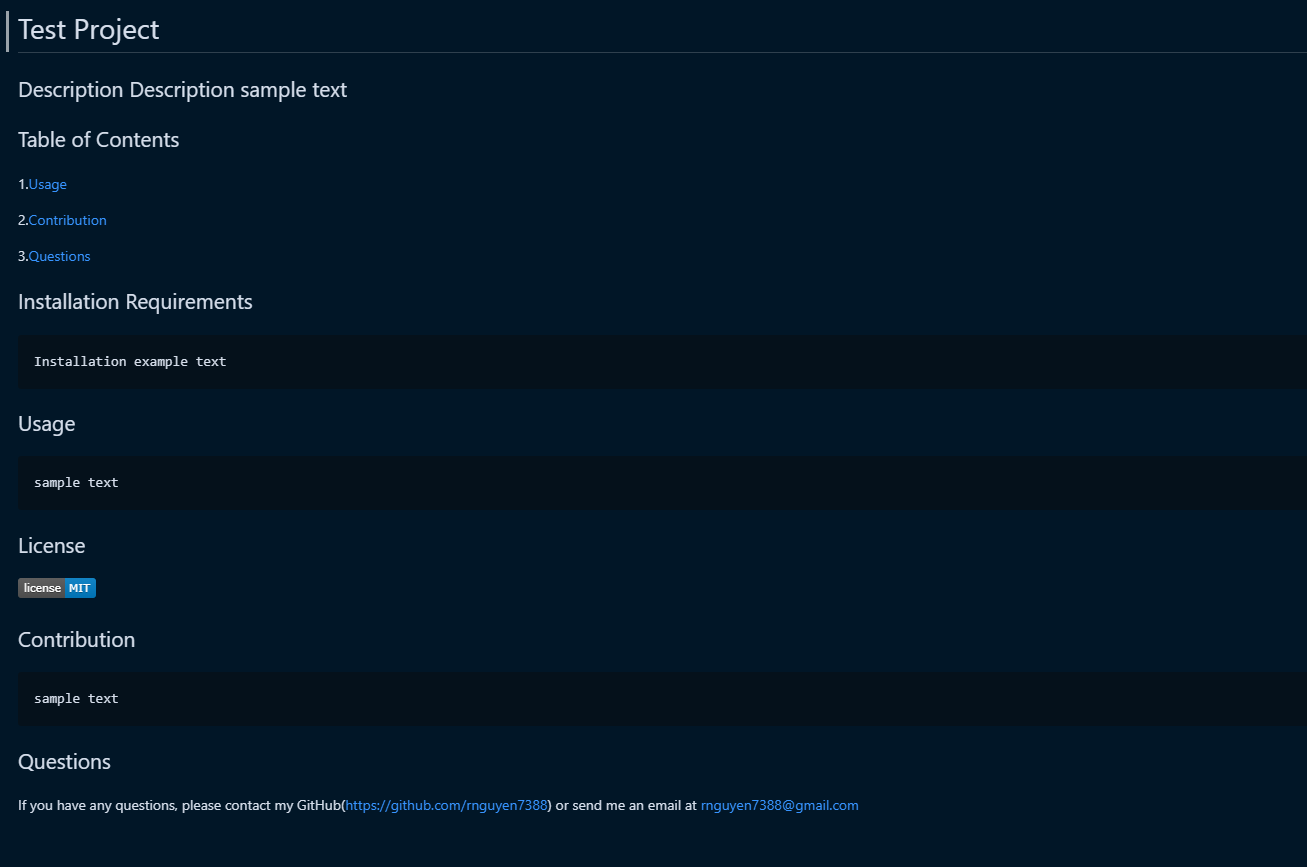 Test Project
Description Description sample text
Table of Contents
1.Usage
2.Contribution
3.Questions
Installation Requirements
Installation example text
Usage
sample text
License
license MIT
Contribution
sample text
Questions
If you have any questions, please contact my GitHub(https://github.com/rnguyen7388) or send me an email at rnguyen7388@gmail.com